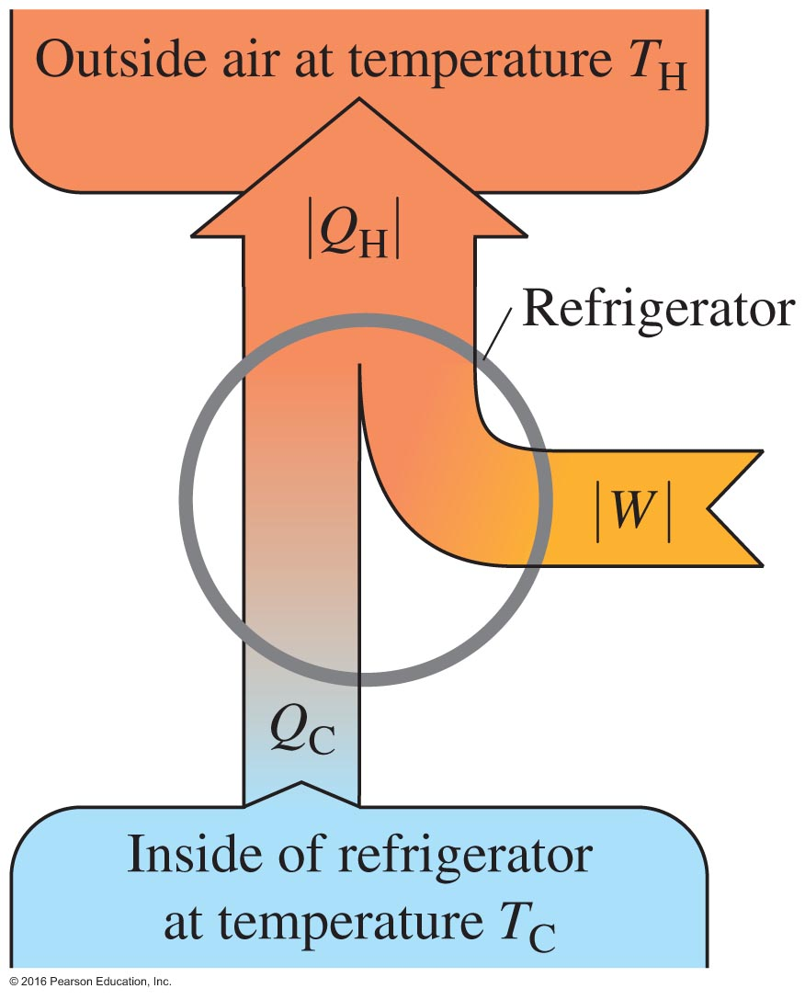 Outside air at temperature T_H
|Q_H|
Refrigerator
|W|
Q_C
Inside of refrigerator
at temperature T_C
© 2016 Pearson Education, Inc.